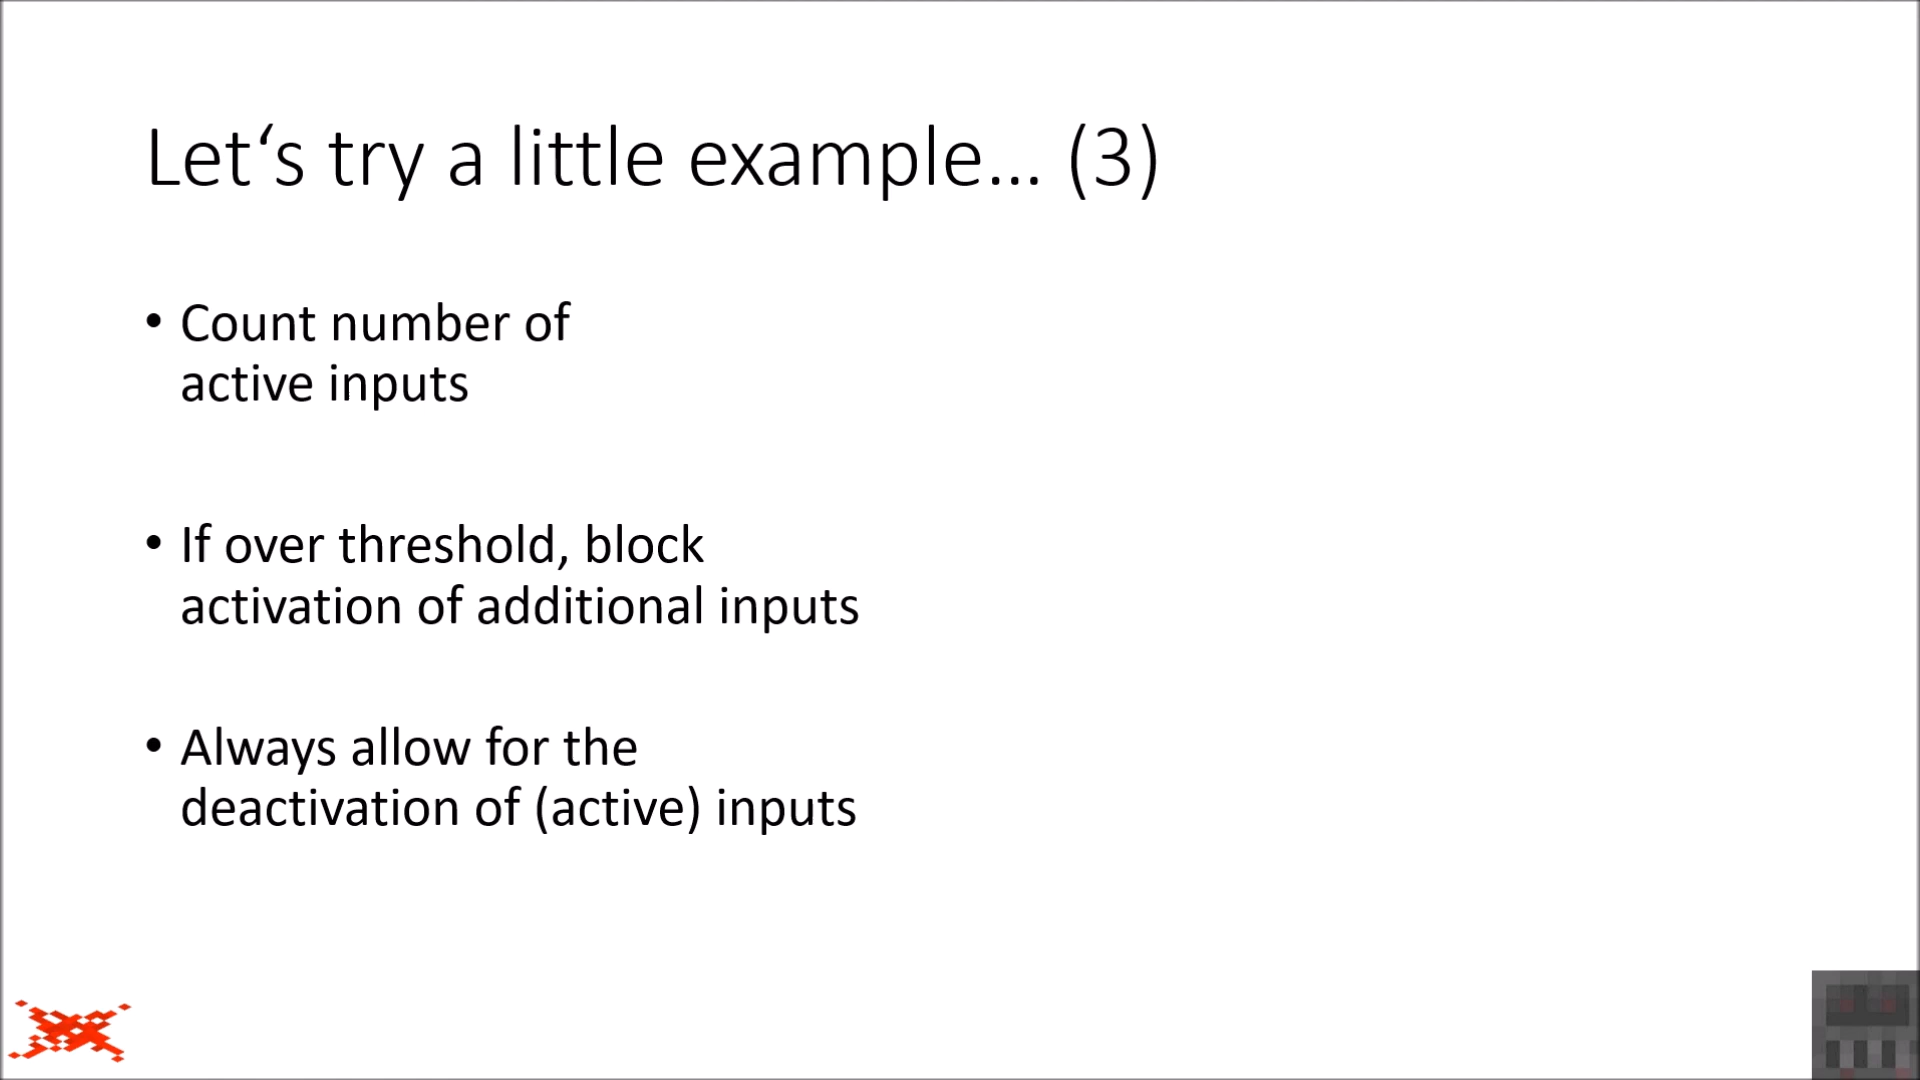 Let‘s try a little example... (3)
• Count number of
active inputs
• If over threshold, block
activation of additional inputs
• Always allow for the
deactivation of (active) inputs